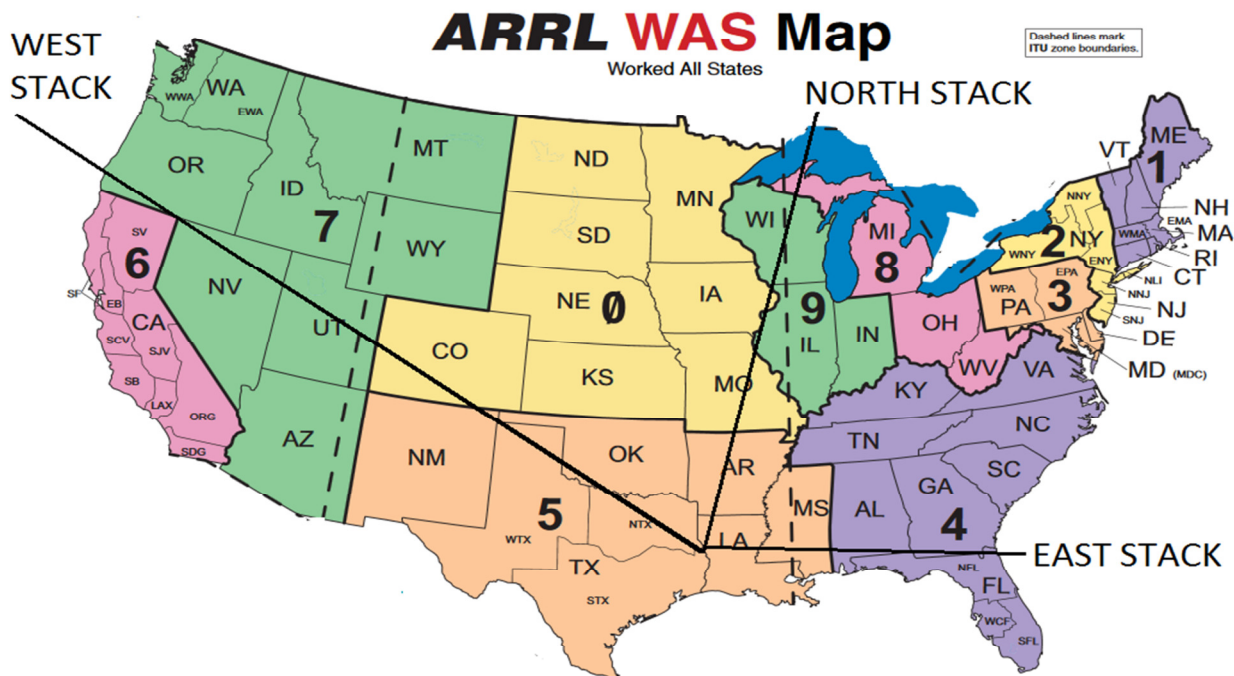 ARRL WAS Map
Worked All States
Dashed lines mark
ITU zone boundaries.
WEST
STACK
NORTH STACK
WWA
WA
EWA
MT
ND
MN
ME
1
VT
OR
ID
7
WY
SD
WI
MI
8
NNY
2
NY
WNY
ENY
NH
EMA
MA
WMA
RI
CT
NLI
6
SV
NV
UT
NE
0
IA
9
IL
IN
OH
WPA
EPA
PA
3
NNJ
NJ
SNJ
DE
MD (MDC)
SF
EB
CA
SCV
SJV
SB
LAX
ORG
SDG
CO
KS
MO
KY
WV
VA
AZ
NM
OK
AR
TN
NC
SC
5
WTX
NTX
LA
MS
AL
GA
4
EAST STACK
TX
STX
NFL
FL
WCF
SFL